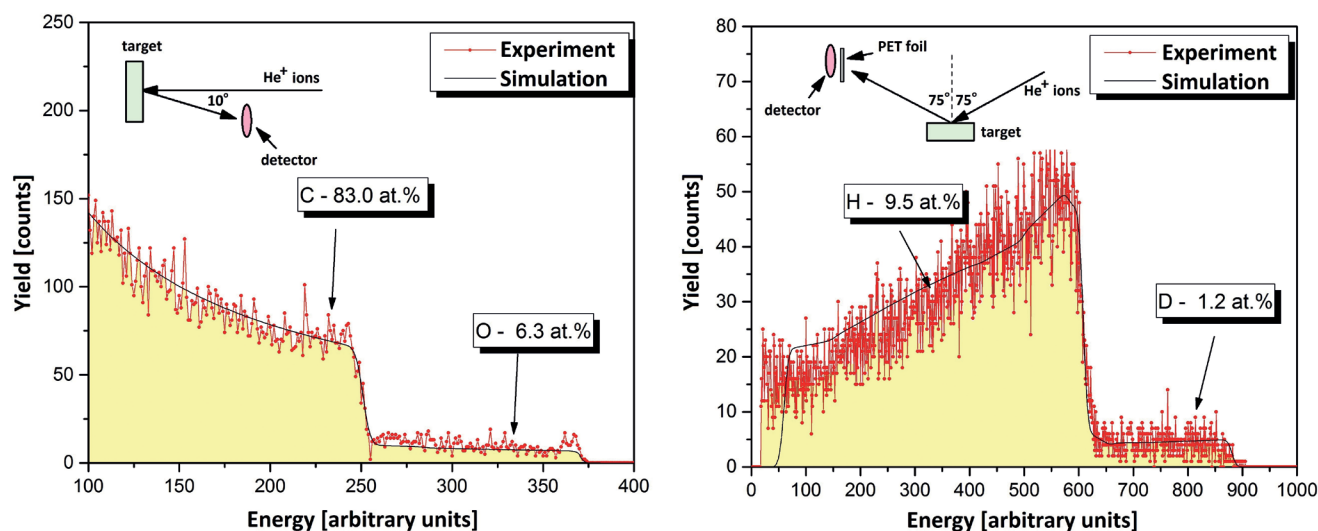 250
200
150
100
50
0
Yield [counts]
target
He+ ions
10°
detector
Experiment
Simulation
C - 83.0 at.%
O - 6.3 at.%
100 150 200 250 300 350 400
Energy [arbitrary units]
80
70
60
50
40
30
20
10
0
Yield [counts]
PET foil
detector
75° 75°
He+ ions
target
Experiment
Simulation
H - 9.5 at.%
D - 1.2 at.%
0 100 200 300 400 500 600 700 800 900 1000
Energy [arbitrary units]